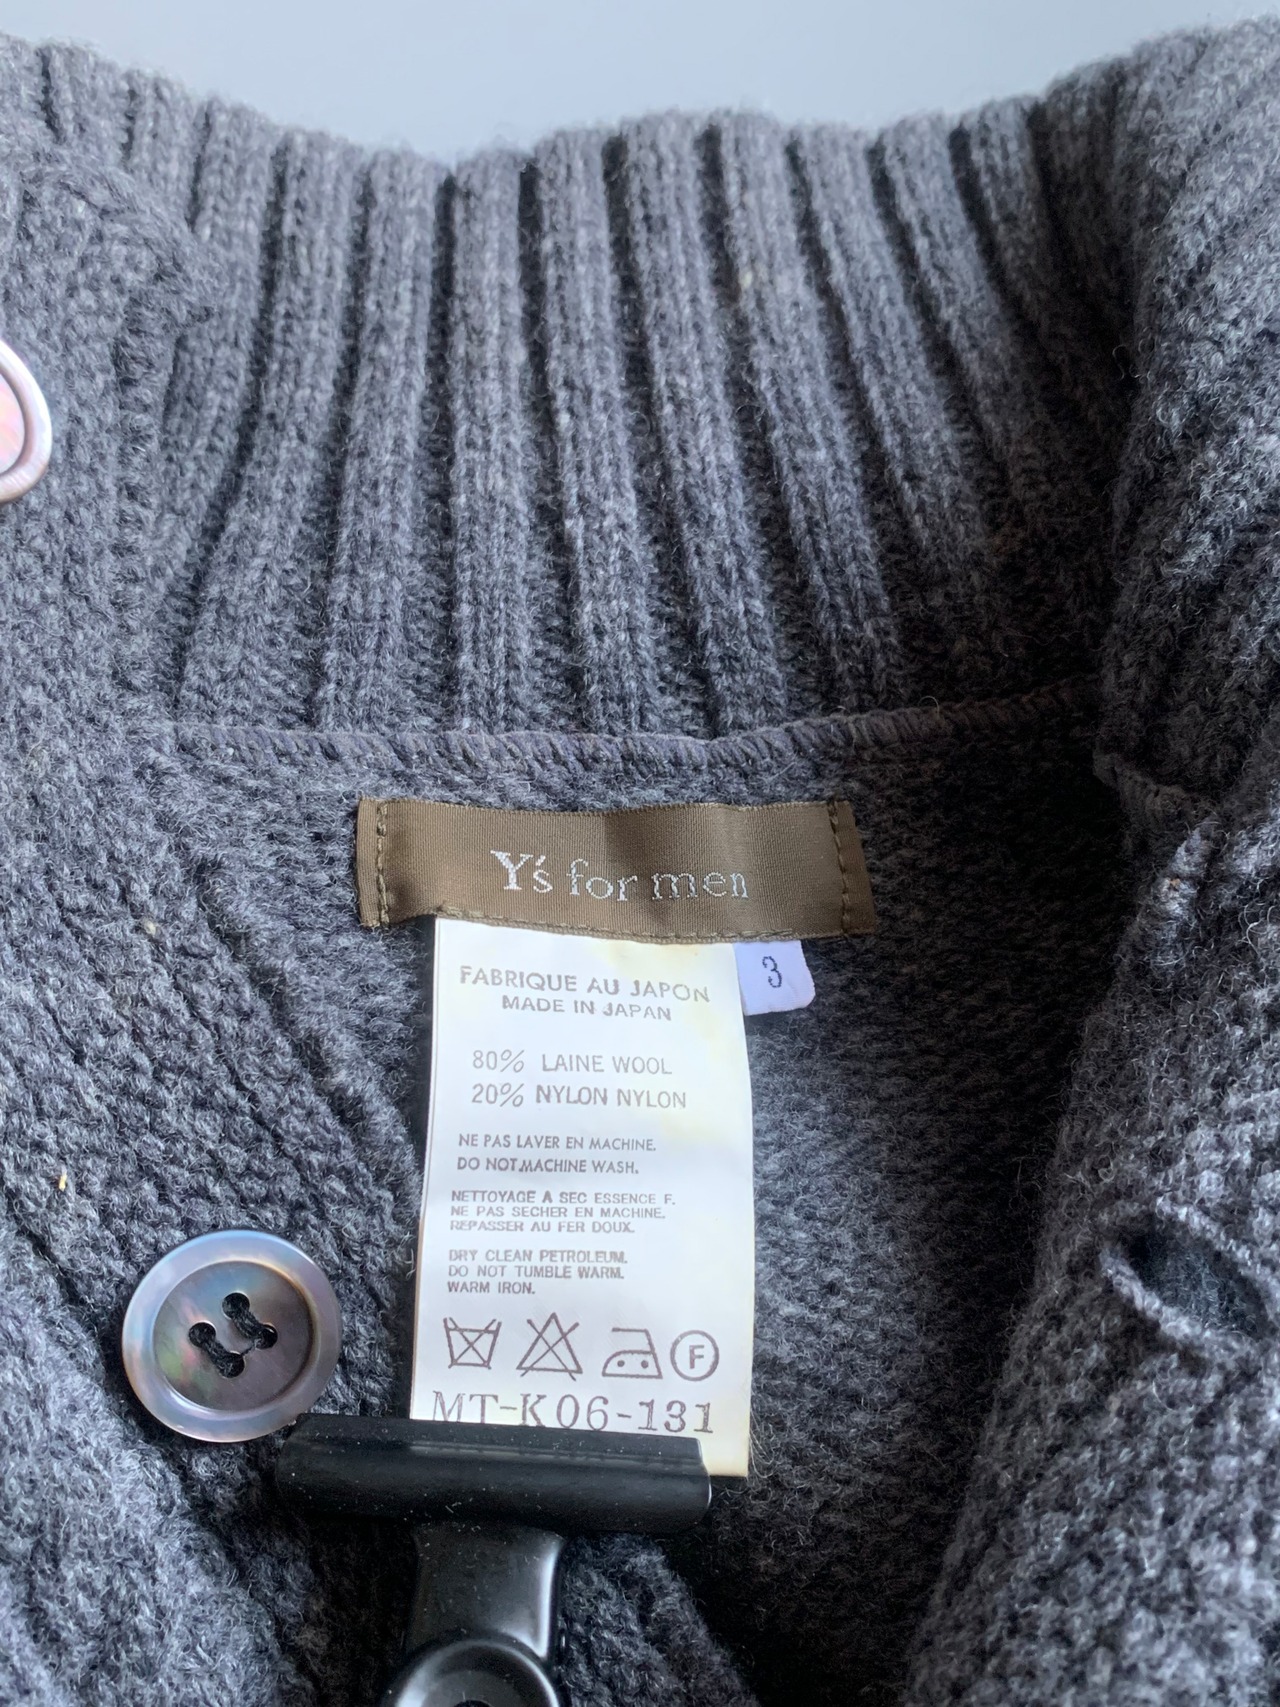 Y's for men
3
FABRIQUE AU JAPON
MADE IN JAPAN
80% LAINE WOOL
20% NYLON NYLON
NE PAS LAVER EN MACHINE.
DO NOT MACHINE WASH.
NETTOYAGE A SEC ESSENCE F.
NE PAS SECHER EN MACHINE.
REPASSER AU FER DOUX.
DRY CLEAN PETROLEUM.
DO NOT TUMBLE WARM.
WARM IRON.
F
MT-K06-131